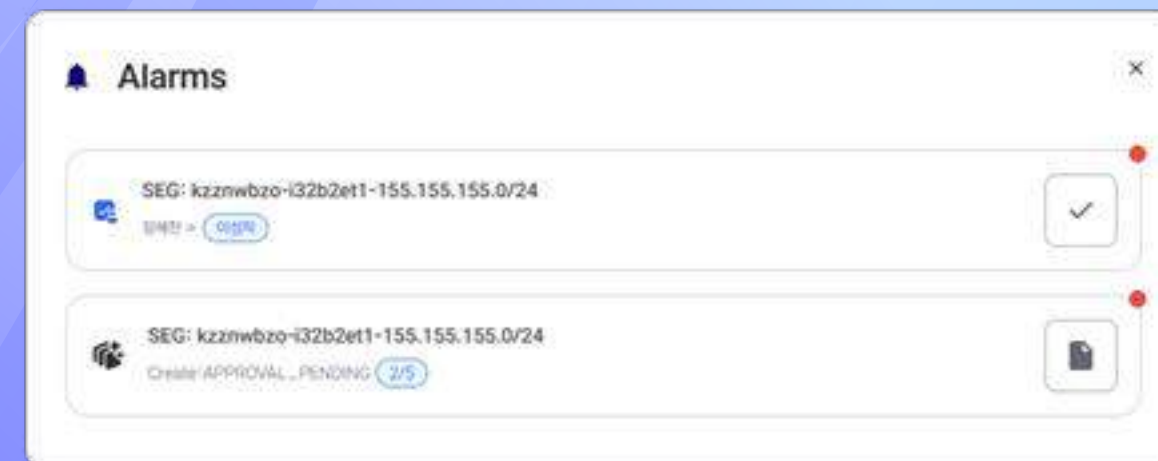 Alarms
SEG: kzznwbzo-i32b2et1-155.155.155.0/24
SEG: kzznwbzo-i32b2et1-155.155.155.0/24
Create APPROVAL_PENDING 2/5